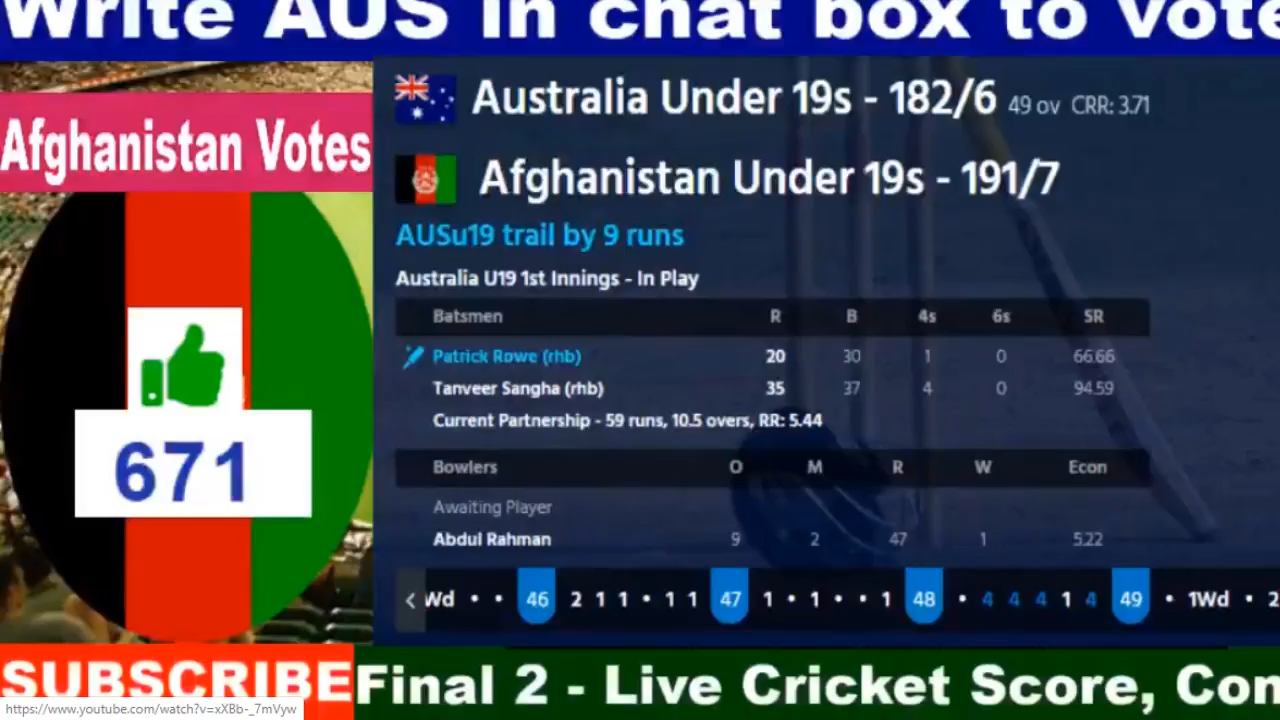 Write AUS in chat box to vote
Afghanistan Votes
671
Australia Under 19s - 182/6 49 ov CRR: 3.71
Afghanistan Under 19s - 191/7
AUSu19 trail by 9 runs
Australia U19 1st Innings - In Play
Batsmen R B 4s 6s SR
Patrick Rowe (rhb) 20 30 1 0 66.66
Tanveer Sangha (rhb) 35 37 4 0 94.59
Current Partnership - 59 runs, 10.5 overs, RR: 5.44
Bowlers O M R W Econ
Awaiting Player
Abdul Rahman 9 2 47 1 5.22
Wd • • 46 2 1 1 • 1 1 47 1 • 1 • • 1 48 • 4 4 4 1 4 49 • 1Wd • 2
SUBSCRIBE
Final 2 - Live Cricket Score, Com
https://www.youtube.com/watch?v=xXBb-_7mVyw